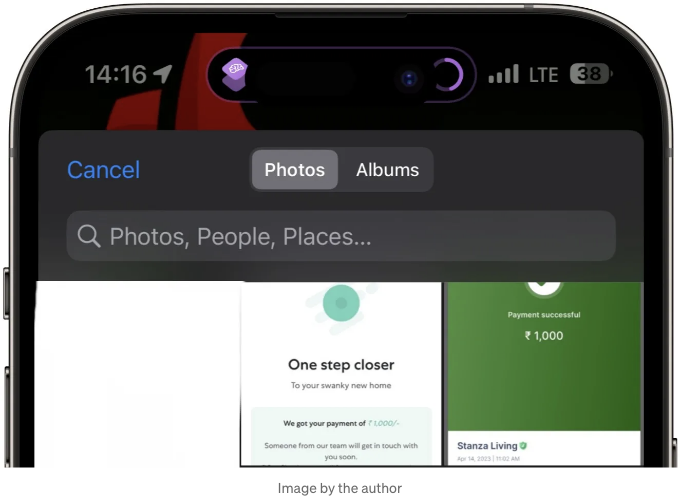 14:16
LTE 38
Cancel
Photos Albums
Photos, People, Places...
Payment successful
₹ 1,000
One step closer
To your swanky new home
We got your payment of ₹ 1,000/-
Someone from our team will get in touch with
you soon.
Stanza Living
Apr 14, 2023 | 11:02 AM
Image by the author